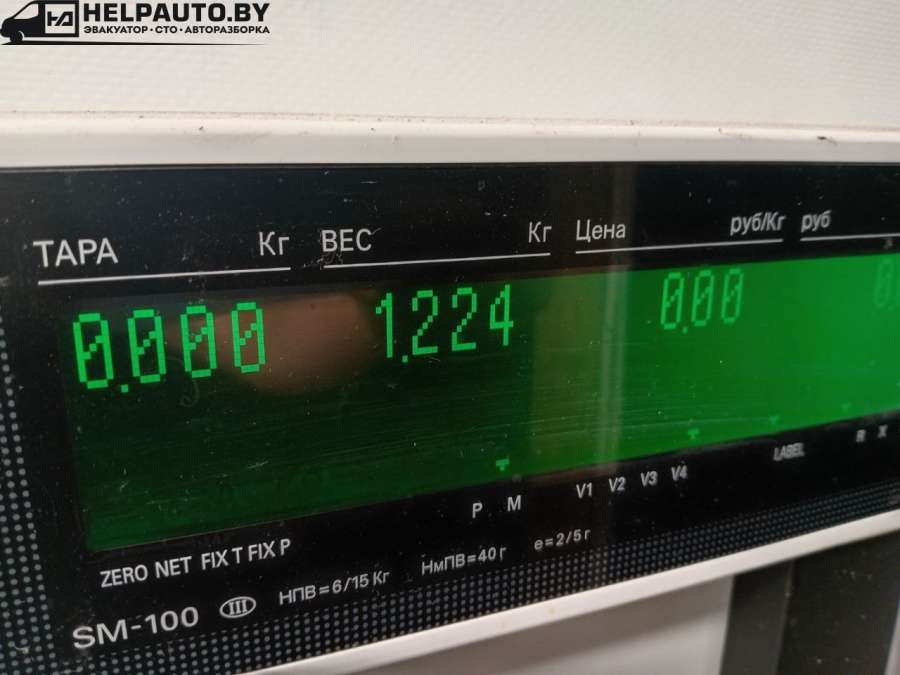 HELPAUTO.BY
ЭВАКУАТОР · СТО · АВТОРАЗБОРКА
ТАРА Кг ВЕС Кг Цена руб/Кг руб
0.000 1.224 0.00
P M V1 V2 V3 V4 LABEL R X
ZERO NET FIX T FIX P
SM-100 III НПВ=6/15 Кг НмПВ=40 г e=2/5 г